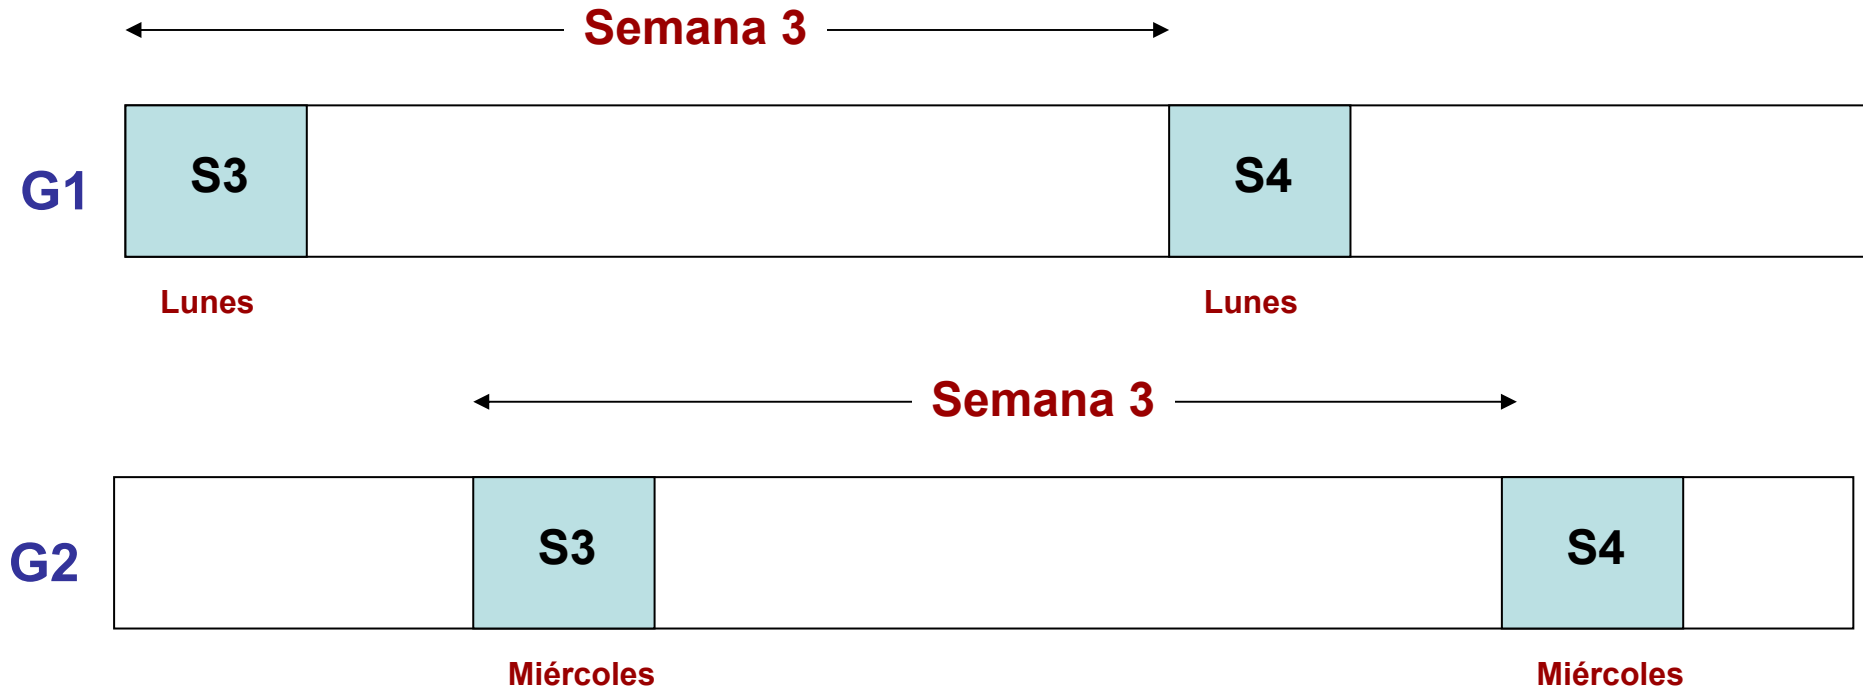 Semana 3
G1
S3
S4
Lunes
Lunes
Semana 3
G2
S3
S4
Miércoles
Miércoles